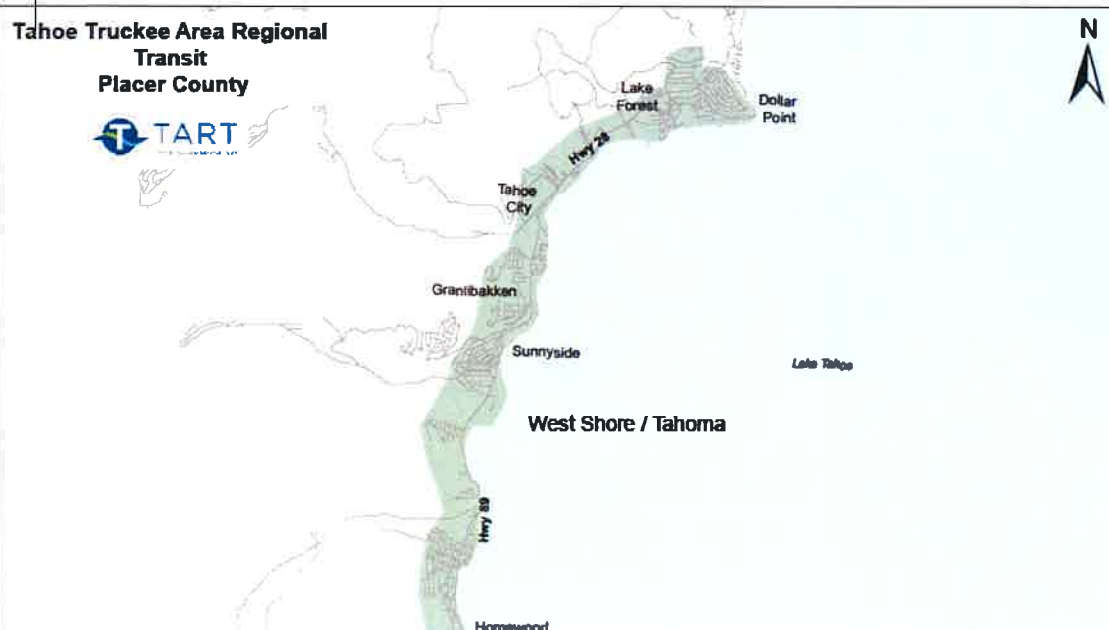 Tahoe Truckee Area Regional
Transit
Placer County
N
T TART
Lake
Forest
Dollar
Point
Hwy 28
Tahoe
City
Granlibakken
Sunnyside
Lake Tahoe
West Shore / Tahoma
Hwy 89
Homewood